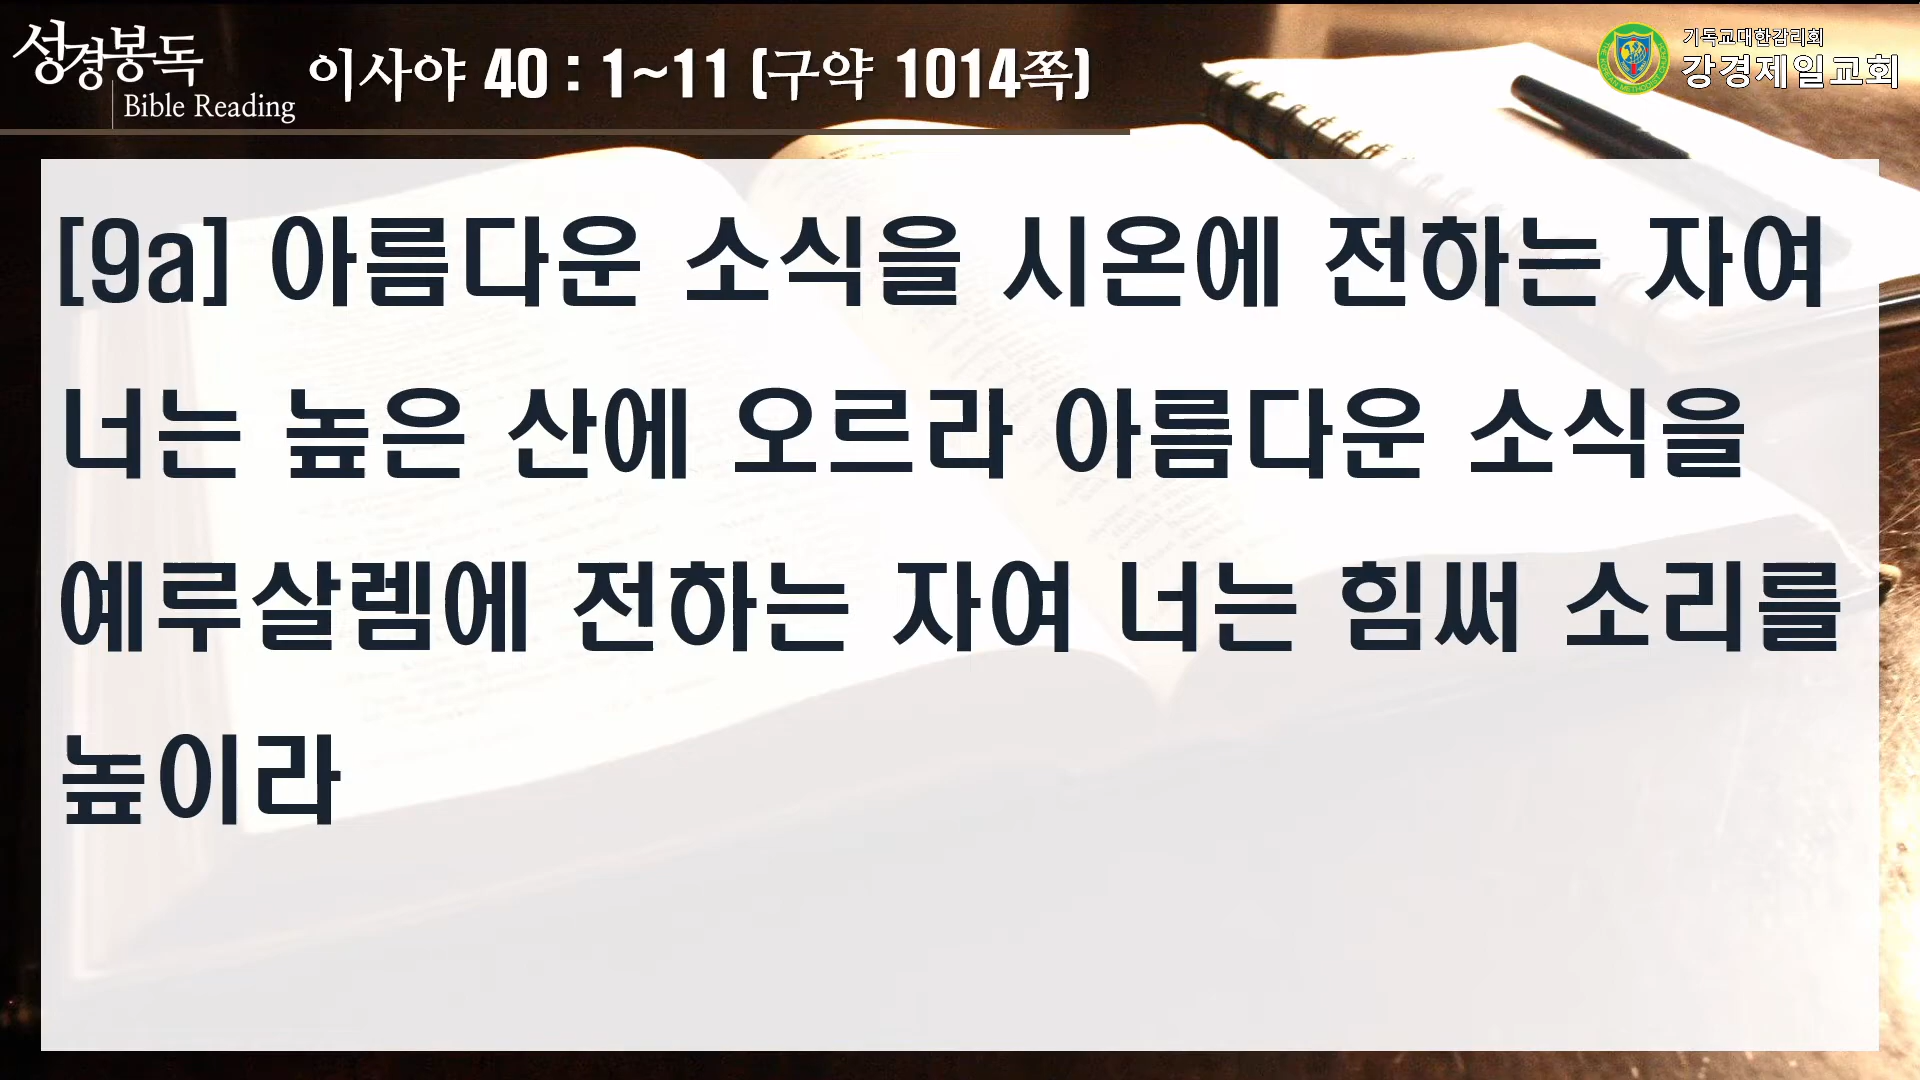 성경봉독
Bible Reading
이사야 40 : 1~11 (구약 1014쪽)
기독교대한감리회
강경제일교회
[9a] 아름다운 소식을 시온에 전하는 자여
너는 높은 산에 오르라 아름다운 소식을
예루살렘에 전하는 자여 너는 힘써 소리를
높이라